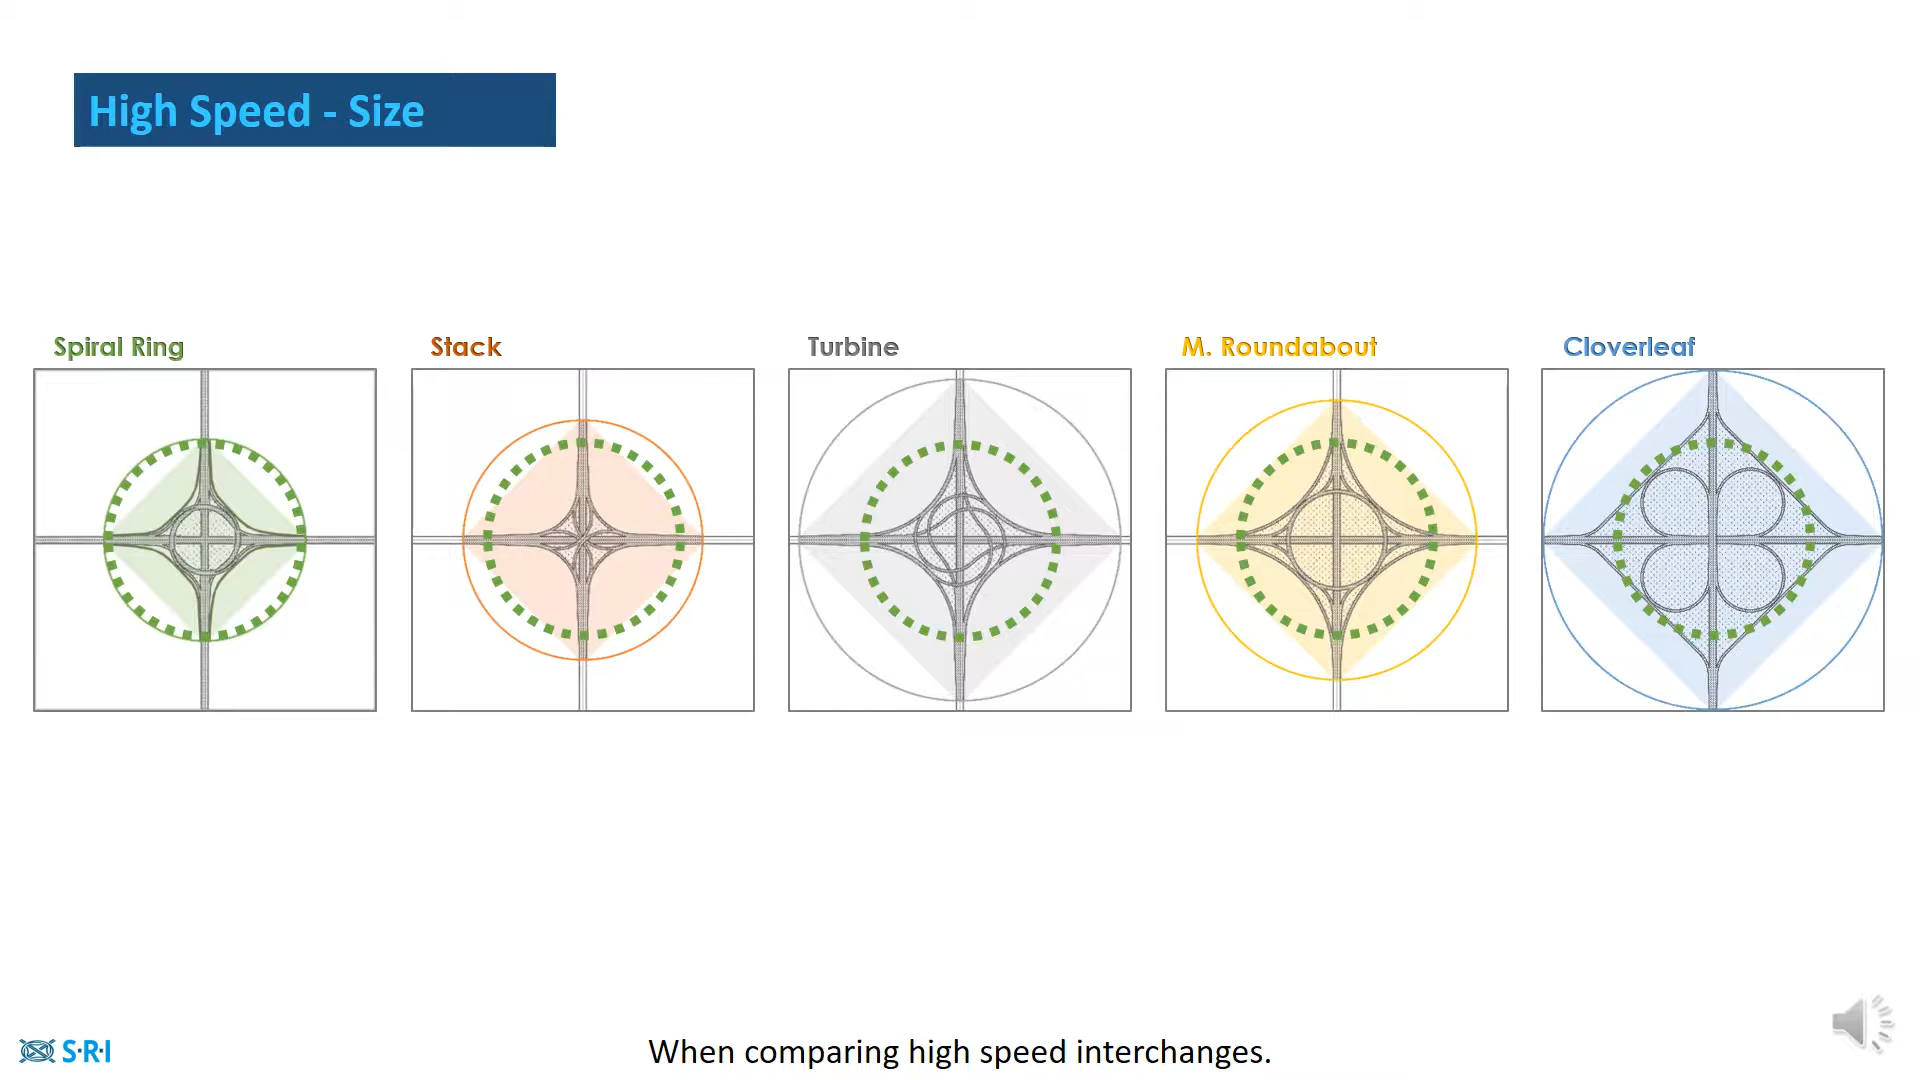 High Speed - Size
Spiral Ring
Stack
Turbine
M. Roundabout
Cloverleaf
S·R·I
When comparing high speed interchanges.